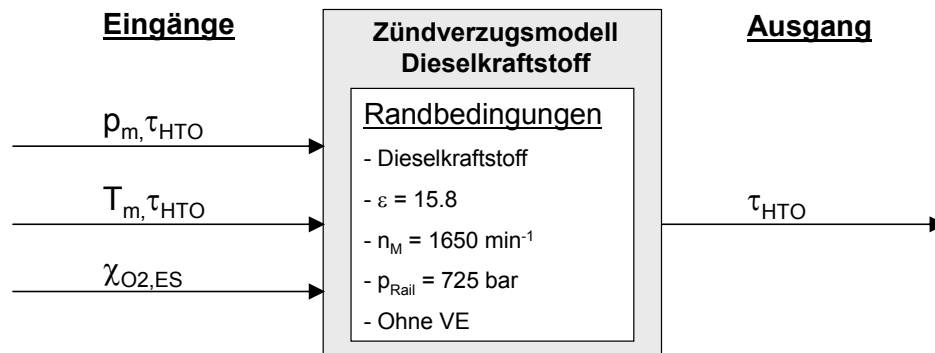 Eingänge
Zündverzugsmodell
Dieselkraftstoff
Ausgang
Randbedingungen
- Dieselkraftstoff
- ε = 15.8
- n_M = 1650 min⁻¹
- p_Rail = 725 bar
- Ohne VE
p_m,τ_HTO
T_m,τ_HTO
χ_O2,ES
τ_HTO